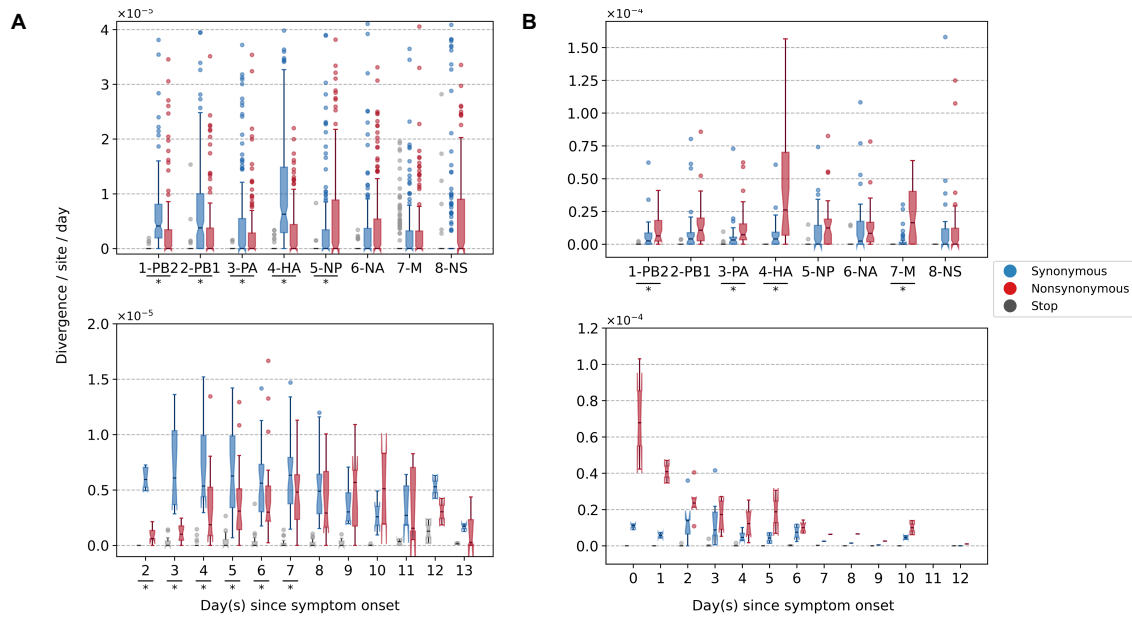 A
B
×10⁻⁵
4
3
2
1
0
1-PB2 2-PB1 3-PA 4-HA 5-NP 6-NA 7-M 8-NS
* * * * *
×10⁻⁴
1.50
1.25
1.00
0.75
0.50
0.25
0.00
1-PB2 2-PB1 3-PA 4-HA 5-NP 6-NA 7-M 8-NS
* * * *
Synonymous
Nonsynonymous
Stop
Divergence / site / day
×10⁻⁵
2.0
1.5
1.0
0.5
0.0
2 3 4 5 6 7 8 9 10 11 12 13
* * * * * *
Day(s) since symptom onset
×10⁻⁴
1.2
1.0
0.8
0.6
0.4
0.2
0.0
0 1 2 3 4 5 6 7 8 9 10 11 12
Day(s) since symptom onset